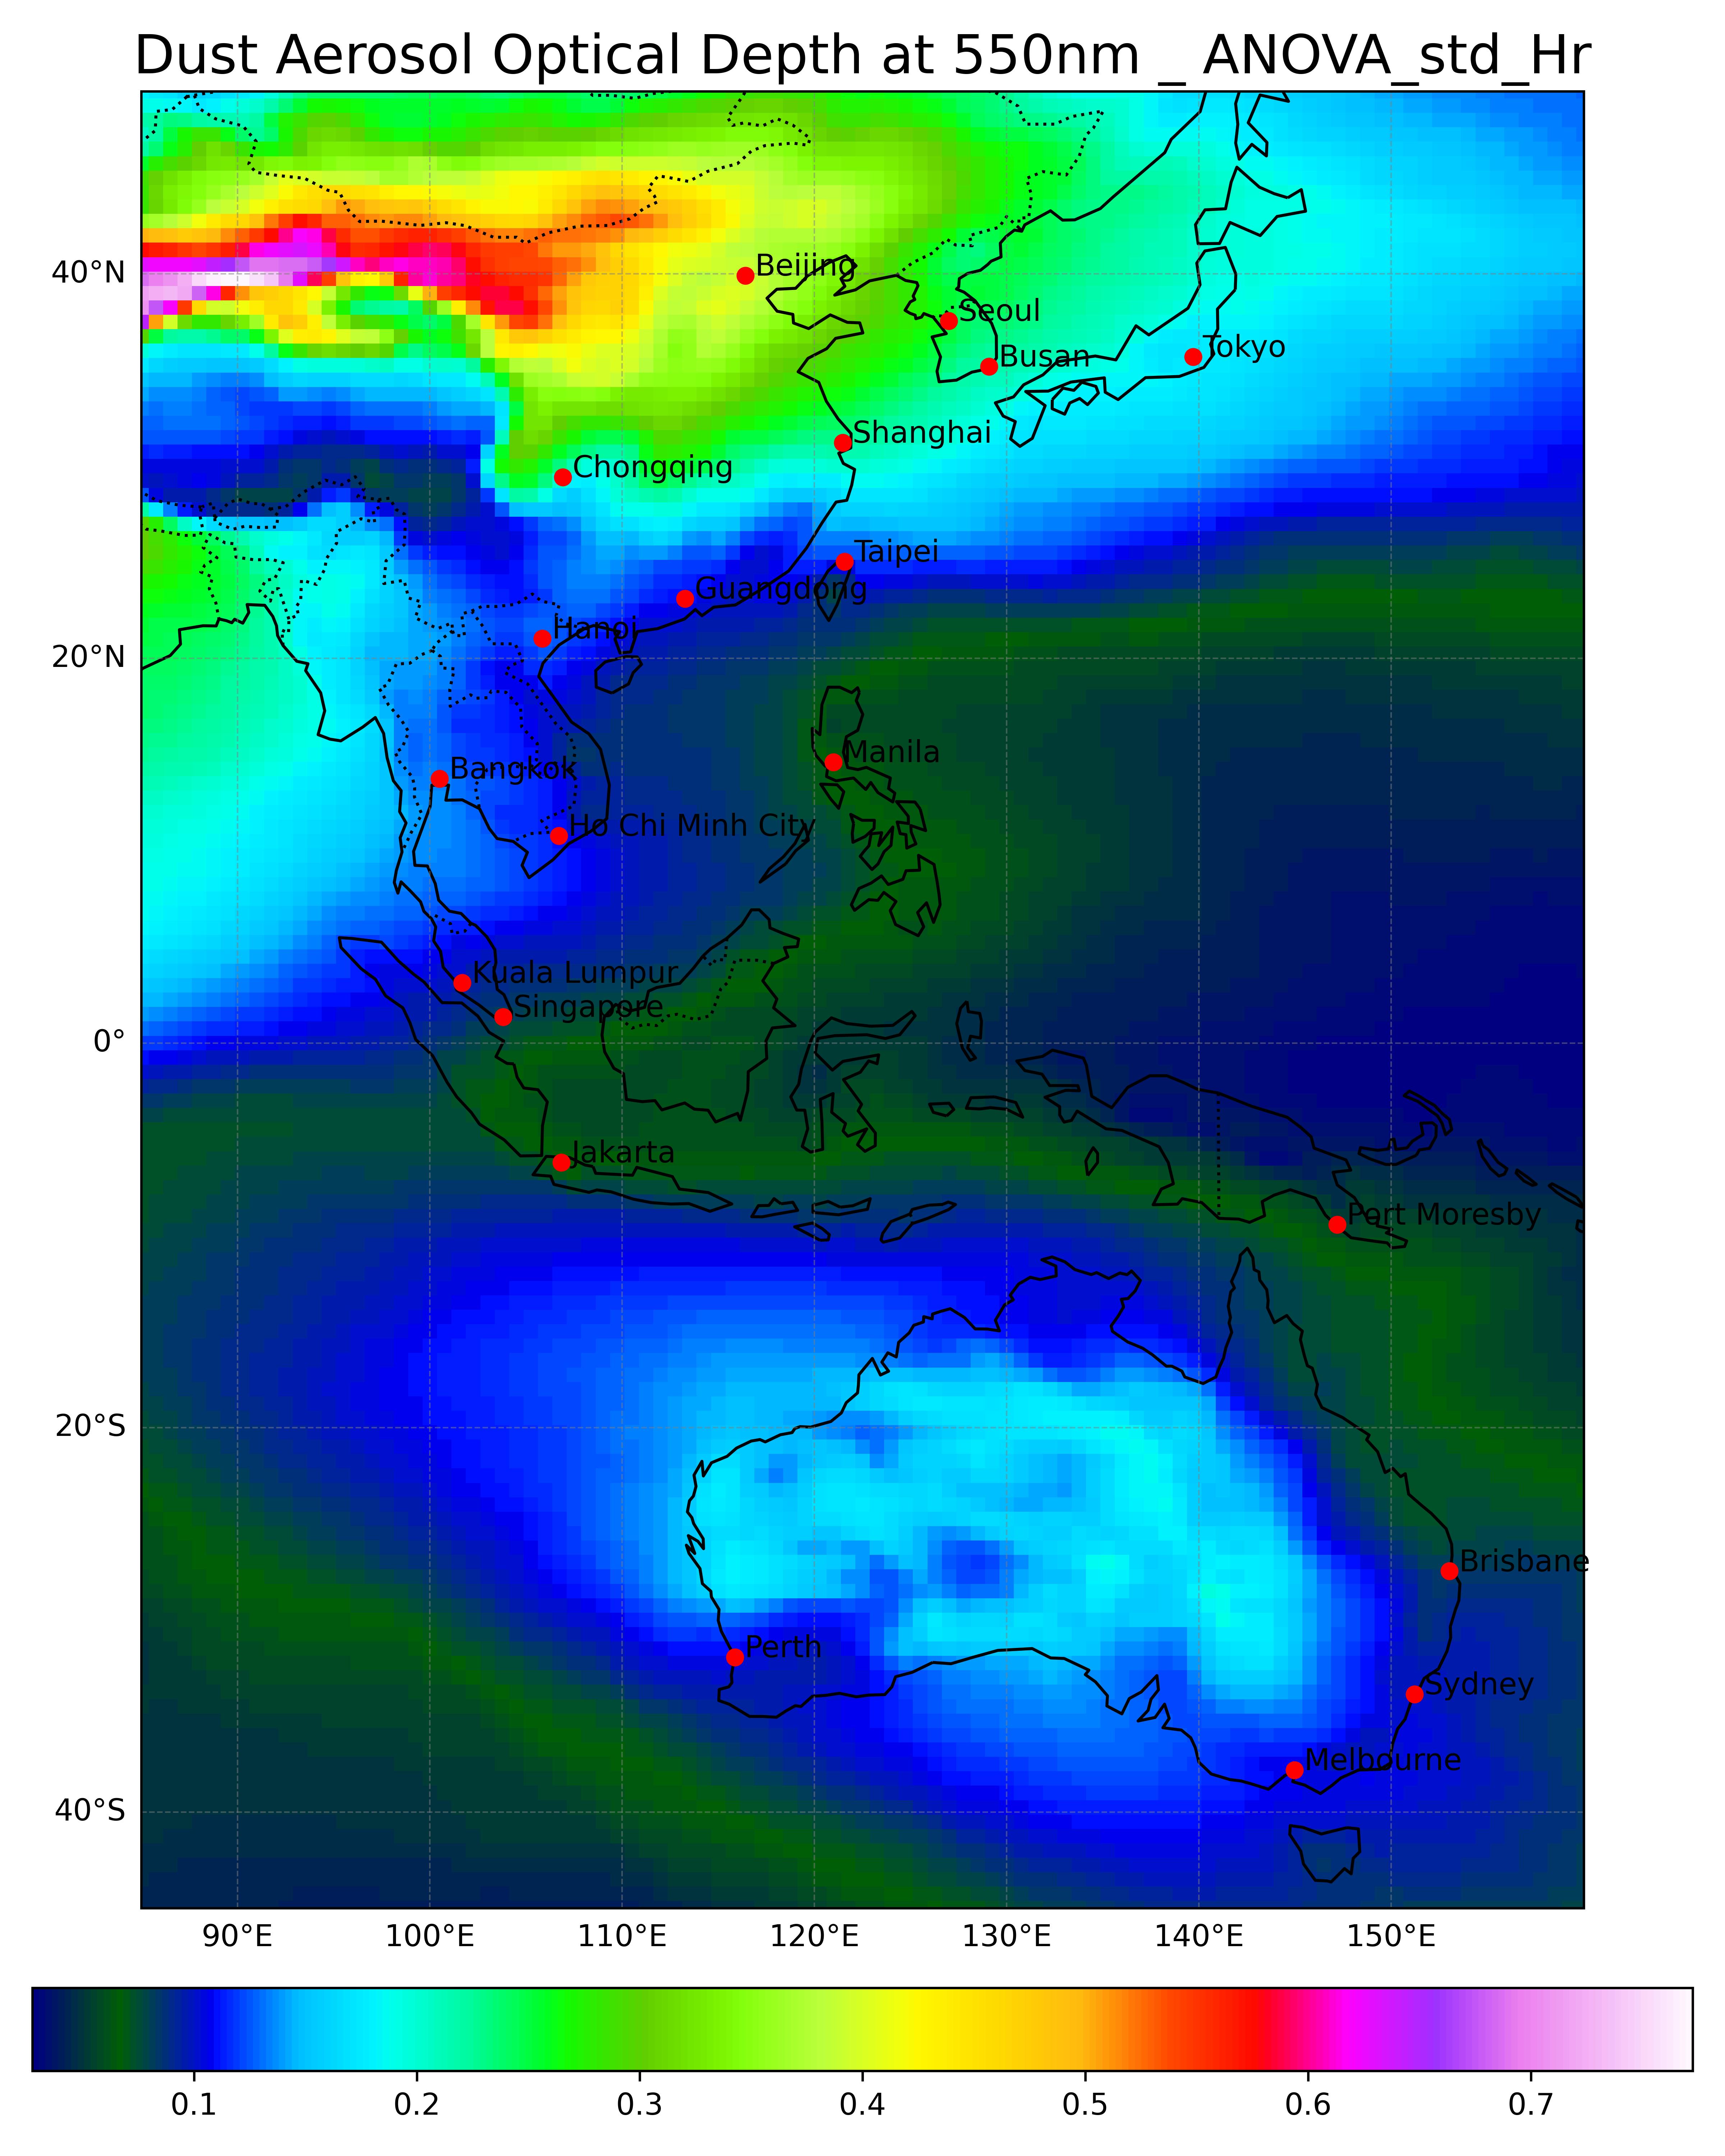 Dust Aerosol Optical Depth at 550nm _ ANOVA_std_Hr
40°N
Beijing
Seoul
Busan
Tokyo
Shanghai
Chongqing
Taipei
Guangdong
Hanoi
20°N
Manila
Bangkok
Ho Chi Minh City
Kuala Lumpur
Singapore
0°
Jakarta
Port Moresby
20°S
Brisbane
Perth
Sydney
Melbourne
40°S
90°E 100°E 110°E 120°E 130°E 140°E 150°E
0.1 0.2 0.3 0.4 0.5 0.6 0.7